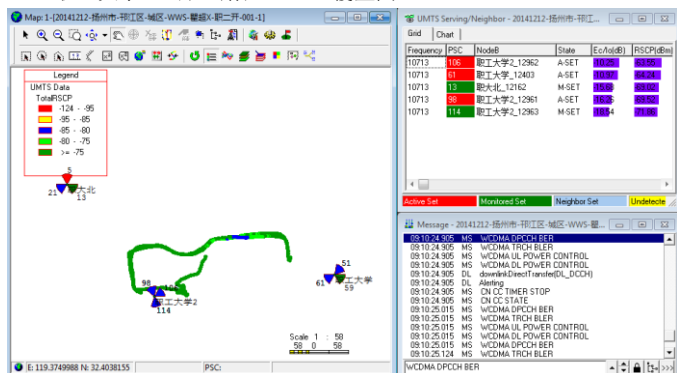 Map: 1-[20141212-扬州市-邗江区-城区-WWS-瞿超X-职二开-001-1]
Legend
UMTS Data
TotalRSCP
-124 - -95
-95 - -85
-85 - -80
-80 - -75
>= -75
5
21
职大北
13
98
职工大学2
114
51
61
职工大学
59
Scale 1 : 58
58 0 58
E: 119.3749988 N: 32.4038155
PSC:
UMTS Serving/Neighbor - 20141212-扬州市-邗江...
Grid
Chart
Frequency PSC NodeB State Ec/Io(dB) RSCP(dBm)
10713 106 职工大学2_12962 A-SET
10713 61 职工大学_12403 A-SET
10713 13 职大北_12162 M-SET
10713 98 职工大学2_12961 A-SET
10713 114 职工大学2_12963 M-SET
Active Set
Monitored Set
Neighbor Set
Undetecte
Message - 20141212-扬州市-邗江区-城区-WWS-瞿...
09:10:24.905 MS WCDMA DPCCH BER
09:10:24.905 MS WCDMA TRCH BLER
09:10:24.905 MS WCDMA UL POWER CONTROL
09:10:24.905 MS WCDMA UL POWER CONTROL
09:10:24.905 DL downlinkDirectTransfer(DL_DCCH)
09:10:24.905 DL Alerting
09:10:24.905 MS CN CC TIMER STOP
09:10:24.905 MS CN CC STATE
09:10:25.015 MS WCDMA DPCCH BER
09:10:25.015 MS WCDMA TRCH BLER
09:10:25.015 MS WCDMA UL POWER CONTROL
09:10:25.015 MS WCDMA UL POWER CONTROL
09:10:25.015 MS WCDMA DPCCH BER
09:10:25.124 MS WCDMA TRCH BLER
WCDMA DPCCH BER